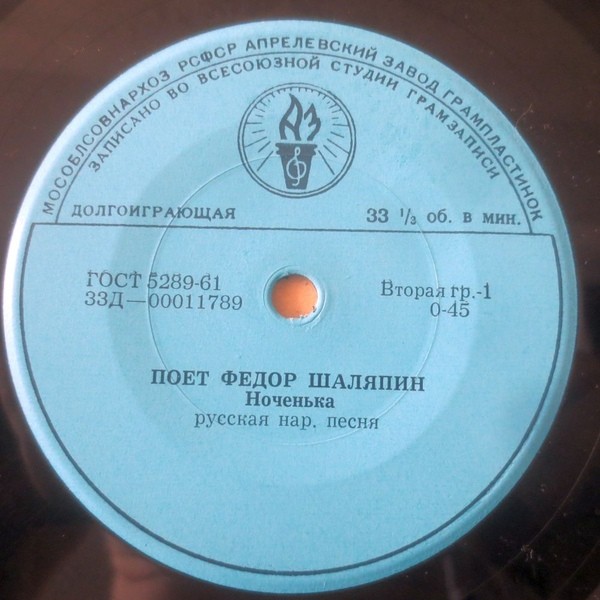 МОСОБЛСОВНАРХОЗ РСФСР АПРЕЛЕВСКИЙ ЗАВОД ГРАМПЛАСТИНОК
ЗАПИСАНО ВО ВСЕСОЮЗНОЙ СТУДИИ ГРАМЗАПИСИ
АЗ
ДОЛГОИГРАЮЩАЯ 33 1/3 об. в мин.
ГОСТ 5289-61 Вторая гр.-1
33Д—00011789 0-45
ПОЕТ ФЕДОР ШАЛЯПИН
Ноченька
русская нар. песня